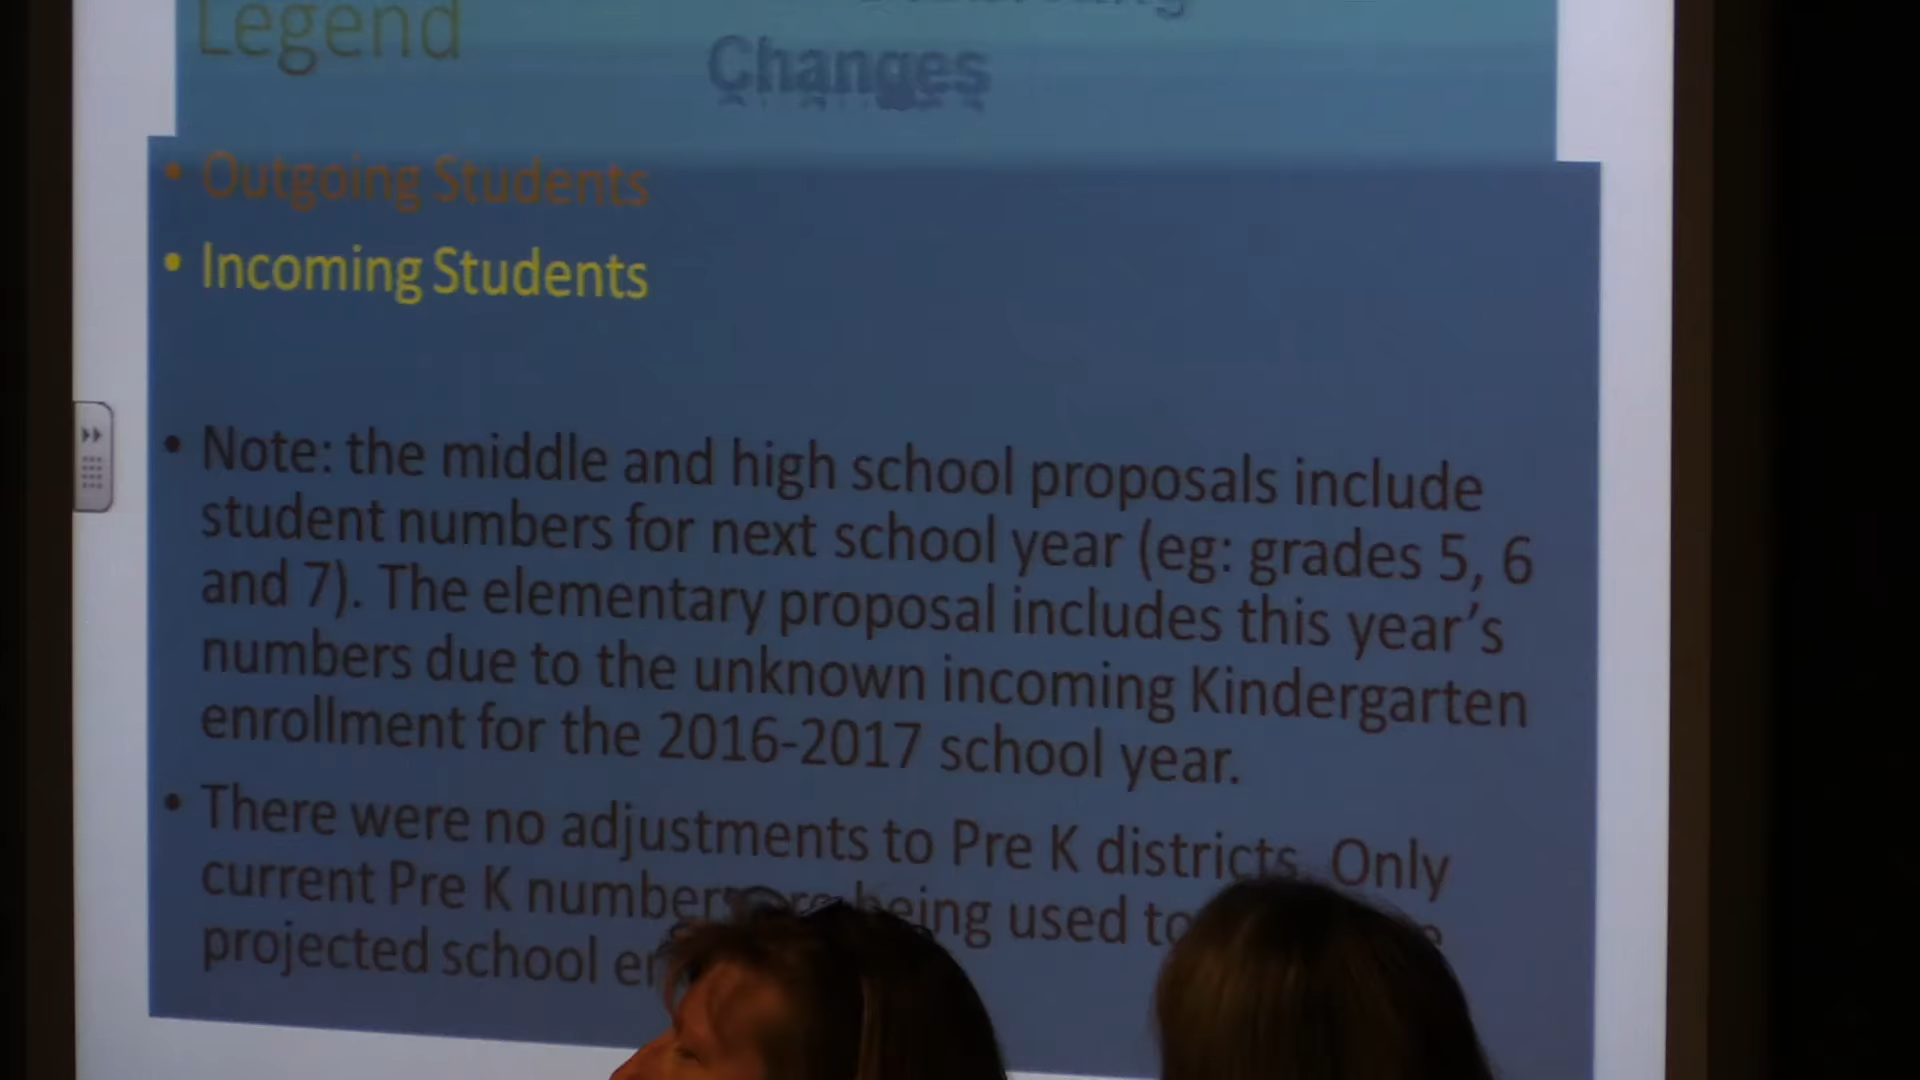 Legend
Changes
• Outgoing Students
• Incoming Students
• Note: the middle and high school proposals include
student numbers for next school year (eg: grades 5, 6
and 7). The elementary proposal includes this year's
numbers due to the unknown incoming Kindergarten
enrollment for the 2016-2017 school year.
• There were no adjustments to Pre K districts. Only
current Pre K numbers being used to
projected school